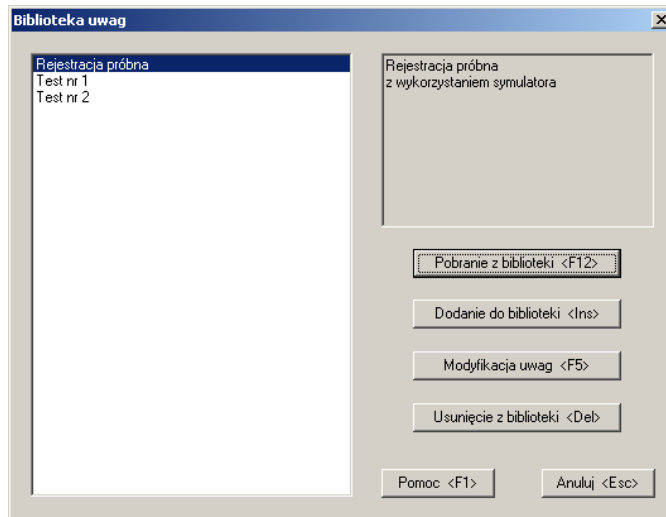 Biblioteka uwag
Rejestracja próbna
Test nr 1
Test nr 2
Rejestracja próbna
z wykorzystaniem symulatora
Pobranie z biblioteki <F12>
Dodanie do biblioteki <Ins>
Modyfikacja uwag <F5>
Usunięcie z biblioteki <Del>
Pomoc <F1>
Anuluj <Esc>